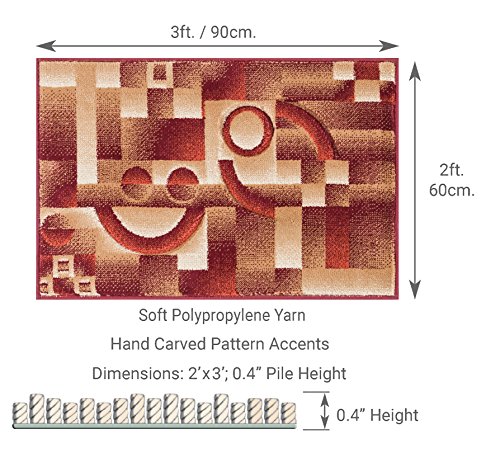 3ft. / 90cm.
2ft.
60cm.
Soft Polypropylene Yarn
Hand Carved Pattern Accents
Dimensions: 2’x3’; 0.4” Pile Height
0.4” Height